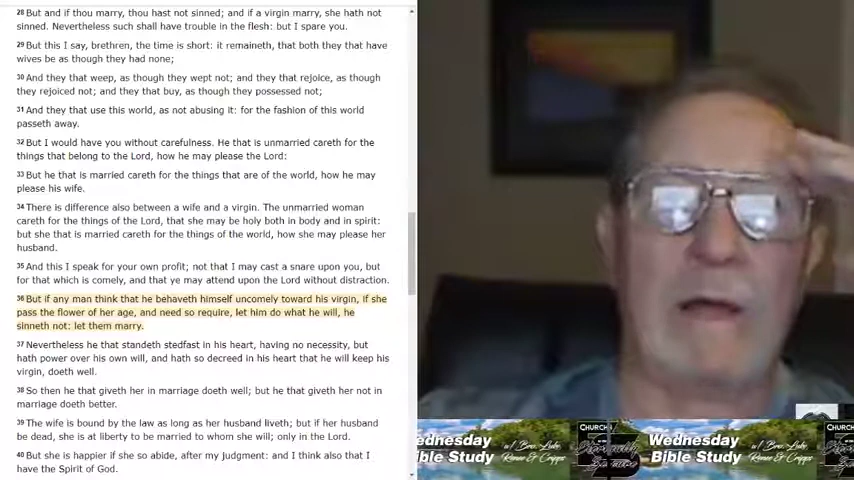 28 But and if thou marry, thou hast not sinned; and if a virgin marry, she hath not
sinned. Nevertheless such shall have trouble in the flesh: but I spare you.
29 But this I say, brethren, the time is short: it remaineth, that both they that have
wives be as though they had none;
30 And they that weep, as though they wept not; and they that rejoice, as though
they rejoiced not; and they that buy, as though they possessed not;
31 And they that use this world, as not abusing it: for the fashion of this world
passeth away.
32 But I would have you without carefulness. He that is unmarried careth for the
things that belong to the Lord, how he may please the Lord:
33 But he that is married careth for the things that are of the world, how he may
please his wife.
34 There is difference also between a wife and a virgin. The unmarried woman
careth for the things of the Lord, that she may be holy both in body and in spirit:
but she that is married careth for the things of the world, how she may please her
husband.
35 And this I speak for your own profit; not that I may cast a snare upon you, but
for that which is comely, and that ye may attend upon the Lord without distraction.
36 But if any man think that he behaveth himself uncomely toward his virgin, if she
pass the flower of her age, and need so require, let him do what he will, he
sinneth not: let them marry.
37 Nevertheless he that standeth stedfast in his heart, having no necessity, but
hath power over his own will, and hath so decreed in his heart that he will keep his
virgin, doeth well.
38 So then he that giveth her in marriage doeth well; but he that giveth her not in
marriage doeth better.
39 The wife is bound by the law as long as her husband liveth; but if her husband
be dead, she is at liberty to be married to whom she will; only in the Lord.
40 But she is happier if she so abide, after my judgment: and I think also that I
have the Spirit of God.
ednesday
ible Study
w/ Bro. Luke
Renee & Cripps
CHURCH
Eternally
Secure
Wednesday
Bible Study
w/ Bro. Luke
Renee & Cripps
CHURCH